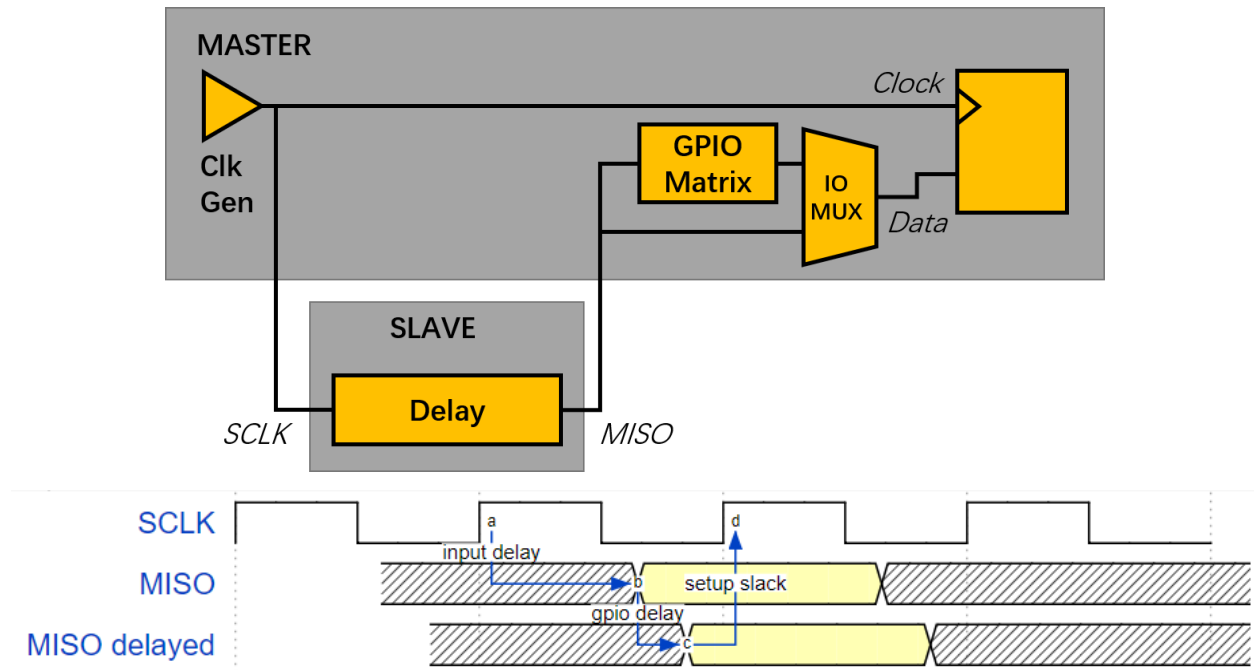 MASTER
Clock
Clk
Gen
GPIO
Matrix
IO
MUX
Data
SLAVE
Delay
SCLK
MISO
SCLK
a
d
input delay
MISO
b
setup slack
gpio delay
MISO delayed
c